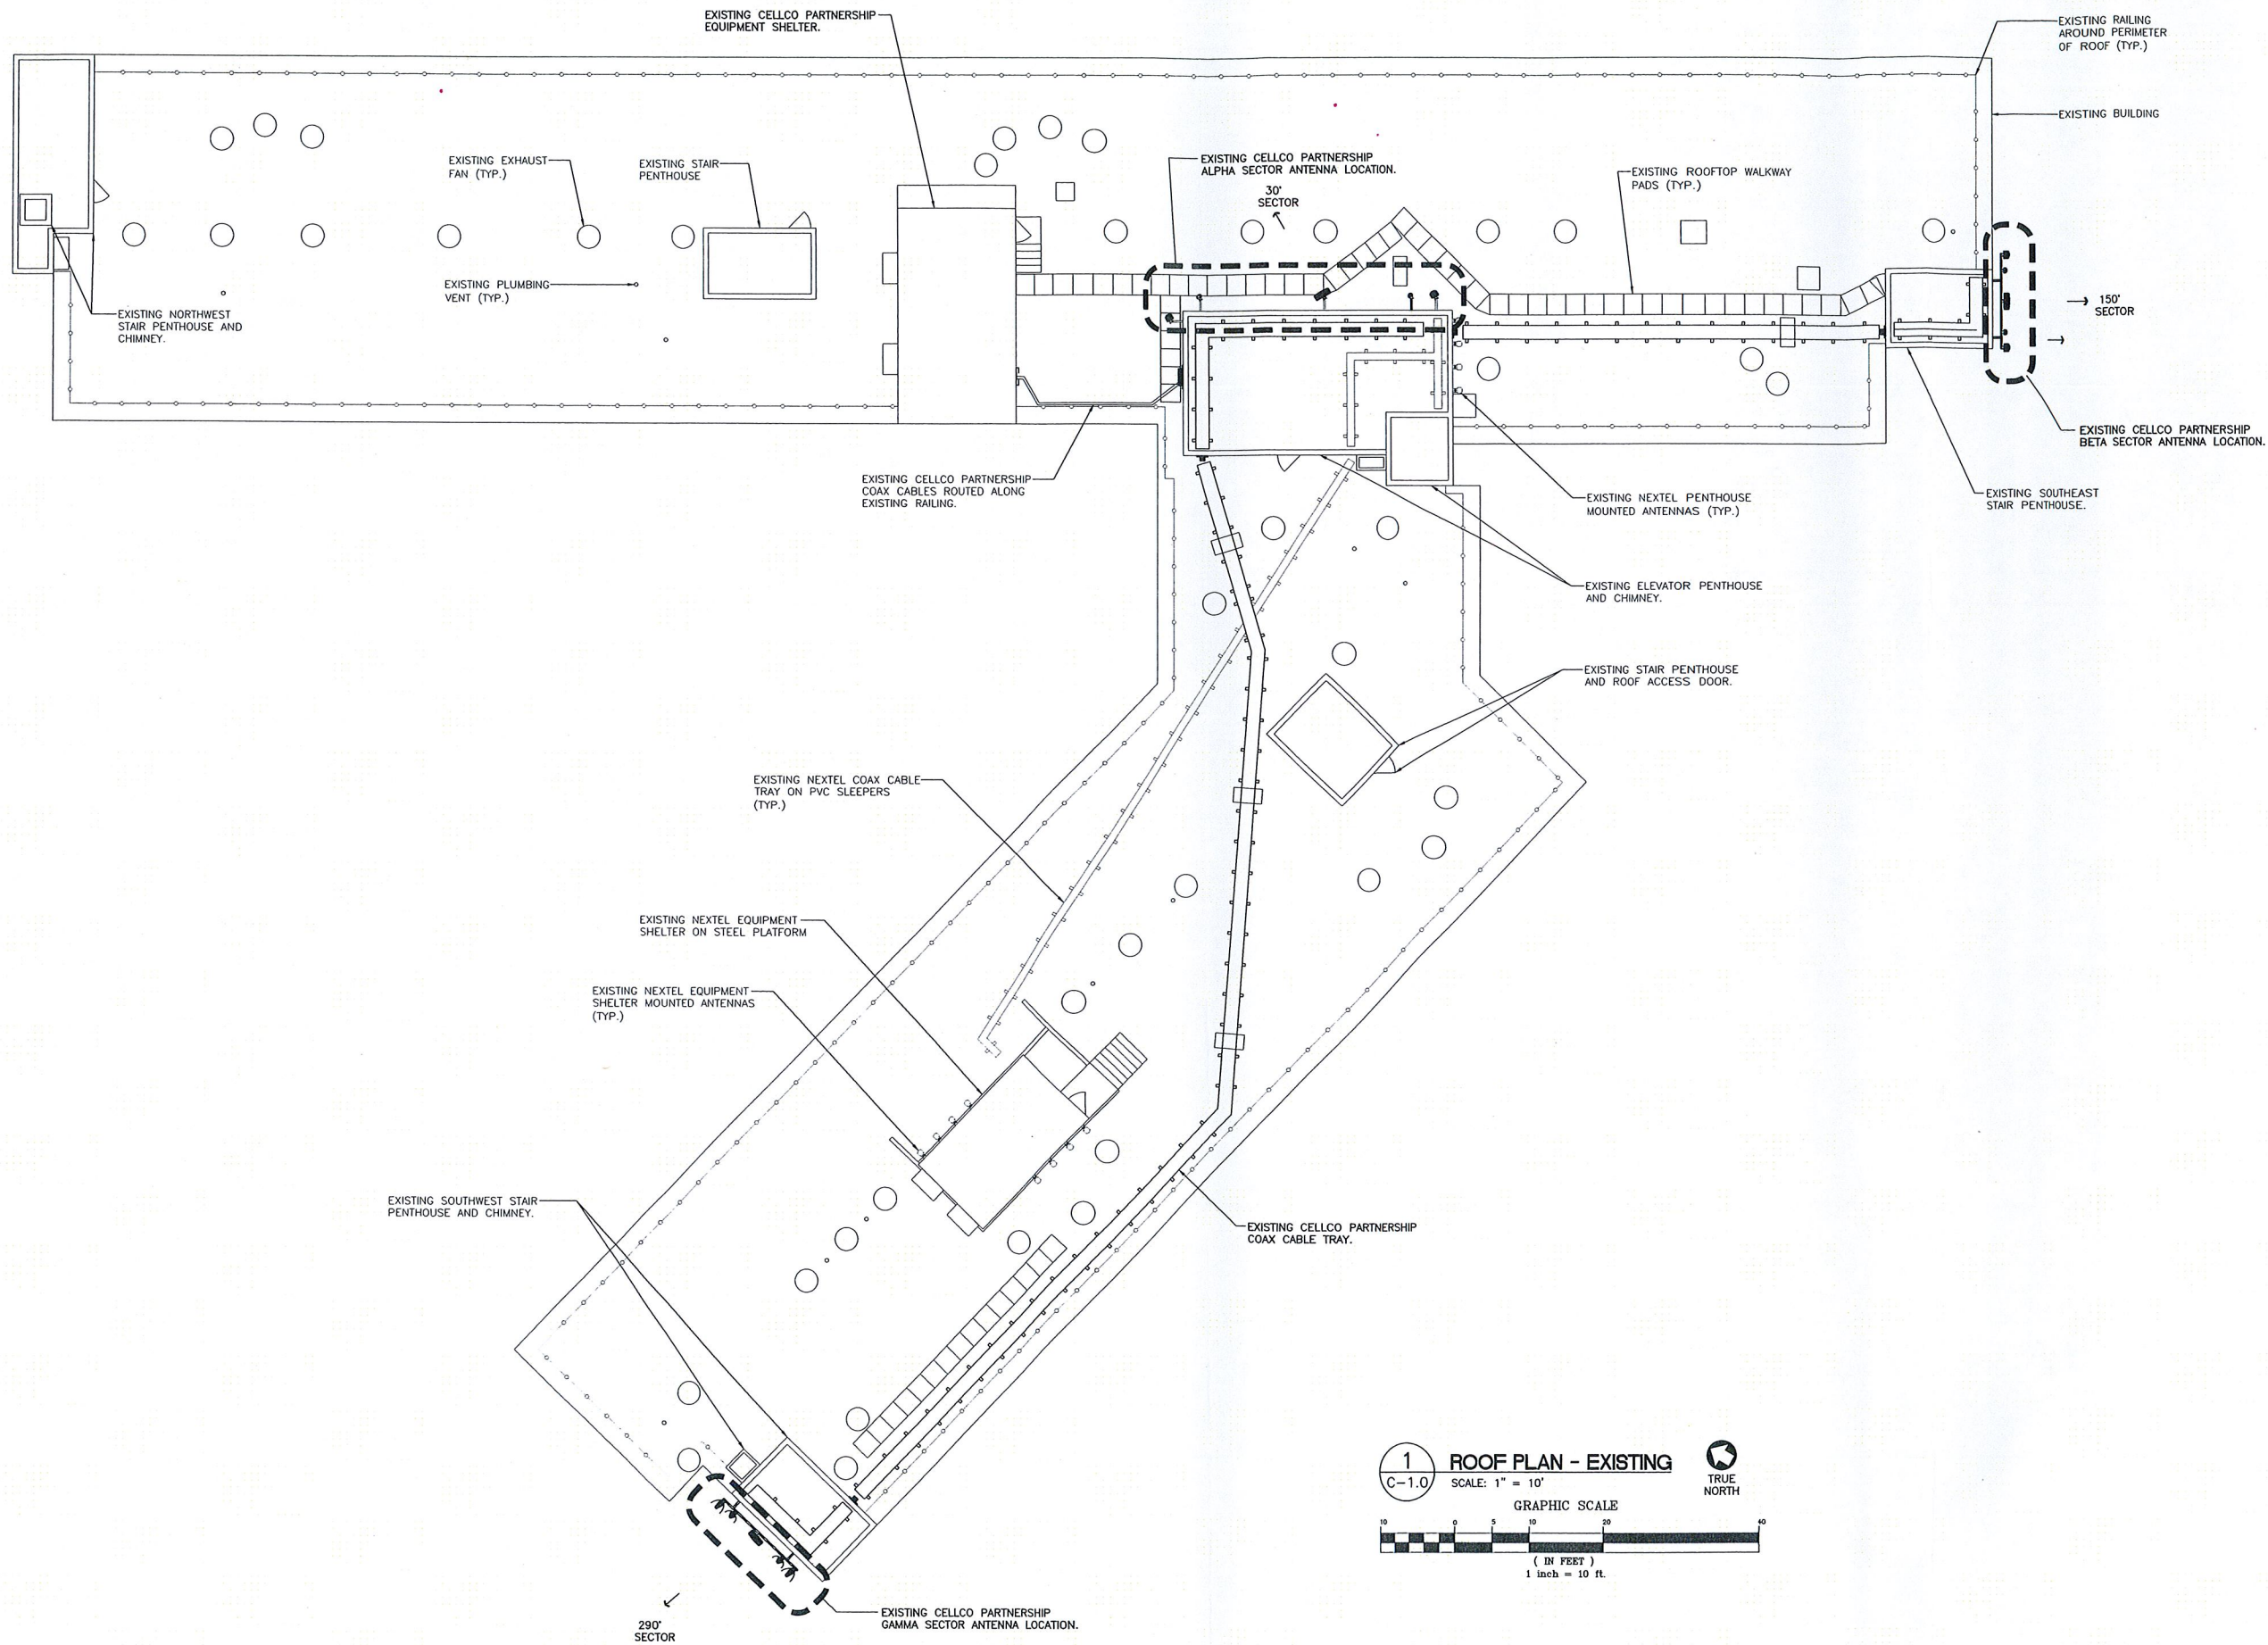 EXISTING CELLCO PARTNERSHIP
EQUIPMENT SHELTER.
EXISTING RAILING
AROUND PERIMETER
OF ROOF (TYP.)
EXISTING BUILDING
EXISTING EXHAUST
FAN (TYP.)
EXISTING STAIR
PENTHOUSE
EXISTING CELLCO PARTNERSHIP
ALPHA SECTOR ANTENNA LOCATION.
30°
SECTOR
EXISTING ROOFTOP WALKWAY
PADS (TYP.)
EXISTING PLUMBING
VENT (TYP.)
EXISTING NORTHWEST
STAIR PENTHOUSE AND
CHIMNEY.
150°
SECTOR
EXISTING CELLCO PARTNERSHIP
BETA SECTOR ANTENNA LOCATION.
EXISTING CELLCO PARTNERSHIP
COAX CABLES ROUTED ALONG
EXISTING RAILING.
EXISTING NEXTEL PENTHOUSE
MOUNTED ANTENNAS (TYP.)
EXISTING SOUTHEAST
STAIR PENTHOUSE.
EXISTING ELEVATOR PENTHOUSE
AND CHIMNEY.
EXISTING STAIR PENTHOUSE
AND ROOF ACCESS DOOR.
EXISTING NEXTEL COAX CABLE
TRAY ON PVC SLEEPERS
(TYP.)
EXISTING NEXTEL EQUIPMENT
SHELTER ON STEEL PLATFORM
EXISTING NEXTEL EQUIPMENT
SHELTER MOUNTED ANTENNAS
(TYP.)
EXISTING SOUTHWEST STAIR
PENTHOUSE AND CHIMNEY.
EXISTING CELLCO PARTNERSHIP
COAX CABLE TRAY.
EXISTING CELLCO PARTNERSHIP
GAMMA SECTOR ANTENNA LOCATION.
290°
SECTOR
1
C-1.0
ROOF PLAN - EXISTING
SCALE: 1" = 10'
TRUE
NORTH
GRAPHIC SCALE
10 0 5 10 20 40
( IN FEET )
1 inch = 10 ft.